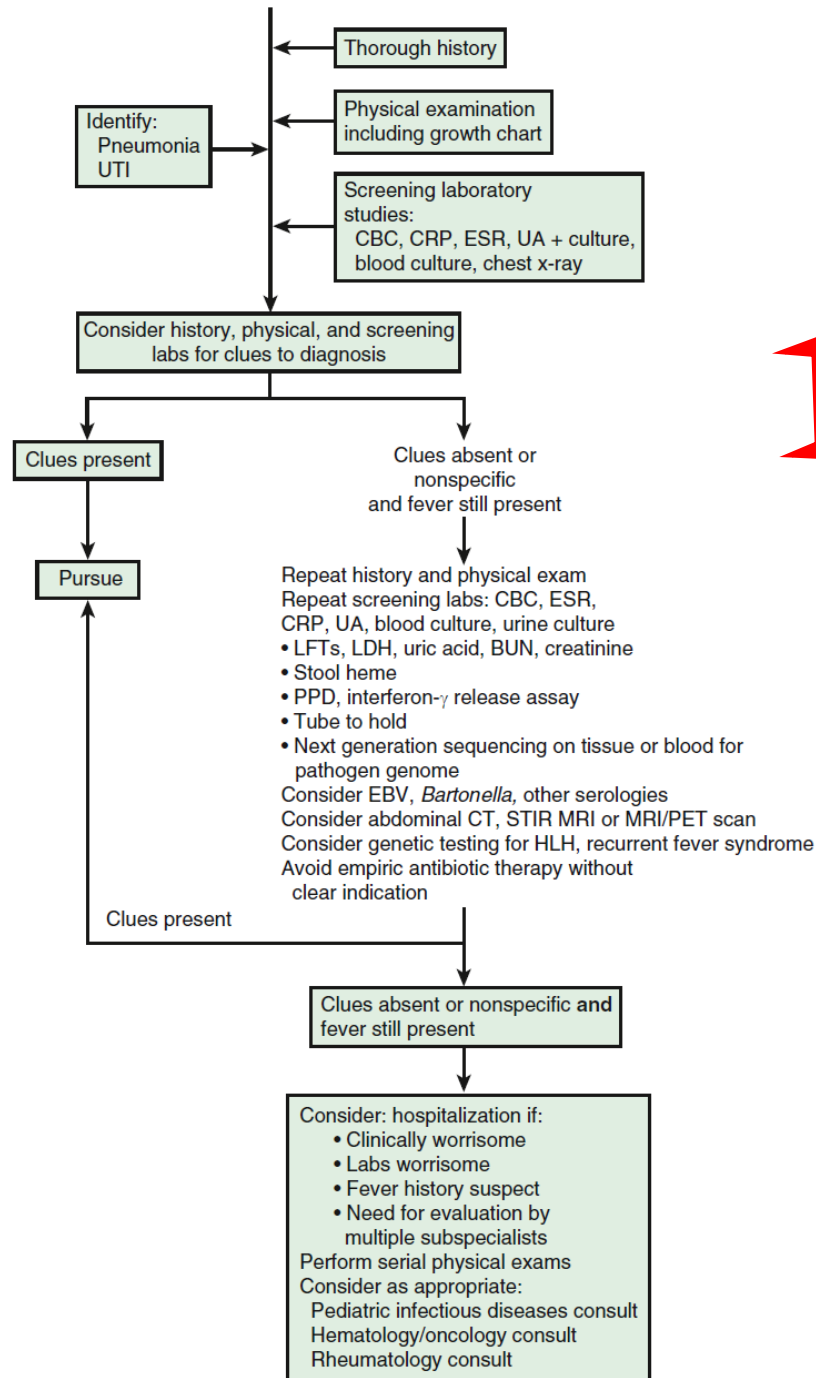 Thorough history
Physical examination
including growth chart
Identify:
Pneumonia
UTI
Screening laboratory
studies:
CBC, CRP, ESR, UA + culture,
blood culture, chest x-ray
Consider history, physical, and screening
labs for clues to diagnosis
Clues present
Clues absent or
nonspecific
and fever still present
Pursue
Repeat history and physical exam
Repeat screening labs: CBC, ESR,
CRP, UA, blood culture, urine culture
• LFTs, LDH, uric acid, BUN, creatinine
• Stool heme
• PPD, interferon-γ release assay
• Tube to hold
• Next generation sequencing on tissue or blood for
pathogen genome
Consider EBV, Bartonella, other serologies
Consider abdominal CT, STIR MRI or MRI/PET scan
Consider genetic testing for HLH, recurrent fever syndrome
Avoid empiric antibiotic therapy without
clear indication
Clues present
Clues absent or nonspecific and
fever still present
Consider: hospitalization if:
• Clinically worrisome
• Labs worrisome
• Fever history suspect
• Need for evaluation by
multiple subspecialists
Perform serial physical exams
Consider as appropriate:
Pediatric infectious diseases consult
Hematology/oncology consult
Rheumatology consult